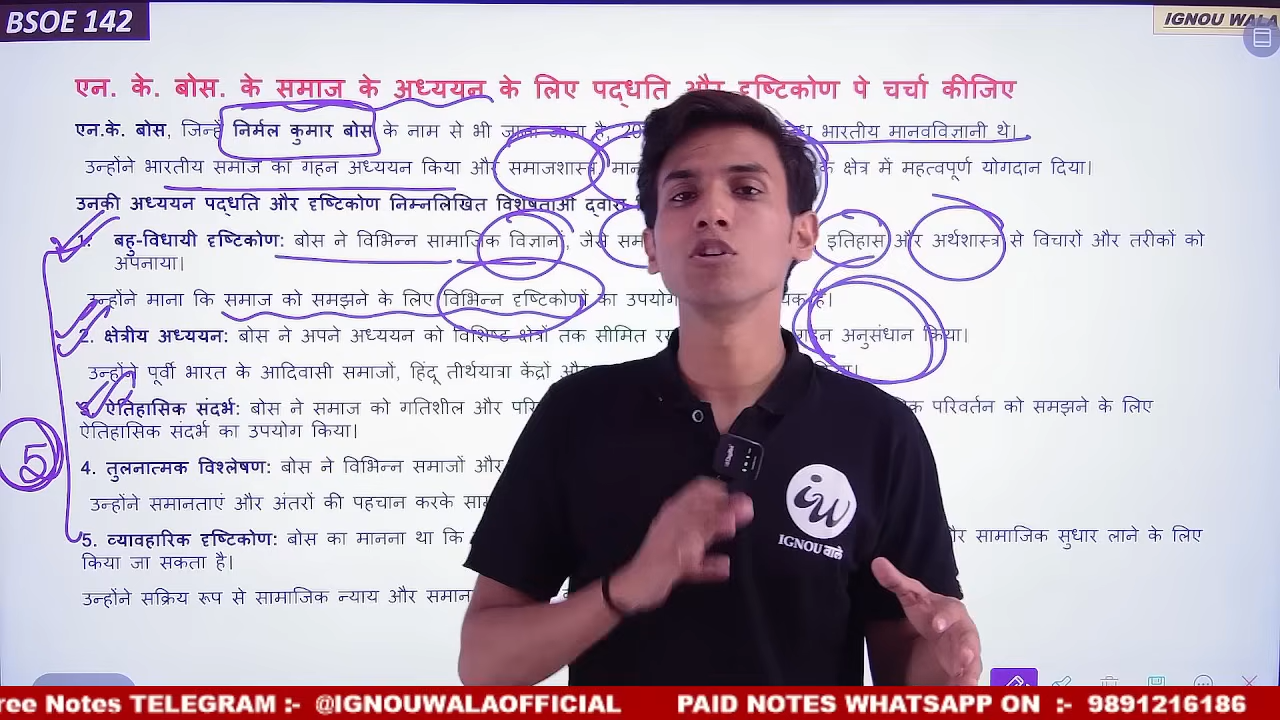 BSOE 142
IGNOU WALA
एन. के. बोस. के समाज के अध्ययन के लिए पद्धति और दृष्टिकोण पे चर्चा कीजिए
एन.के. बोस, जिन्हें निर्मल कुमार बोस के नाम से भी जाता जाता है, 20 भारतीय मानवविज्ञानी थे।
उन्होंने भारतीय समाज का गहन अध्ययन किया और समाजशास्त्र के क्षेत्र में महत्वपूर्ण योगदान दिया।
उनकी अध्ययन पद्धति और दृष्टिकोण निम्नलिखित विशेषताओं द्वारा
1. बहु-विधायी दृष्टिकोण: बोस ने विभिन्न सामाजिक विज्ञानों, जैसे इतिहास और अर्थशास्त्र से विचारों और तरीकों को
अपनाया।
उन्होंने माना कि समाज को समझने के लिए विभिन्न दृष्टिकोणों का उपयोग है।
2. क्षेत्रीय अध्ययन: बोस ने अपने अध्ययन को विशिष्ट क्षेत्रों तक सीमित गहन अनुसंधान किया।
उन्होंने पूर्वी भारत के आदिवासी समाजों, हिंदू तीर्थयात्रा केंद्रों
3. ऐतिहासिक संदर्भ: बोस ने समाज को गतिशील और परिवर्तन को समझने के लिए
ऐतिहासिक संदर्भ का उपयोग किया।
4. तुलनात्मक विश्लेषण: बोस ने विभिन्न समाजों और
उन्होंने समानताएं और अंतरों की पहचान करके
5
5. व्यावहारिक दृष्टिकोण: बोस का मानना था कि और सामाजिक सुधार लाने के लिए
किया जा सकता है।
उन्होंने सक्रिय रूप से सामाजिक न्याय और
iw
IGNOU वाले
ree Notes TELEGRAM :- @IGNOUWALAOFFICIAL PAID NOTES WHATSAPP ON :- 9891216186